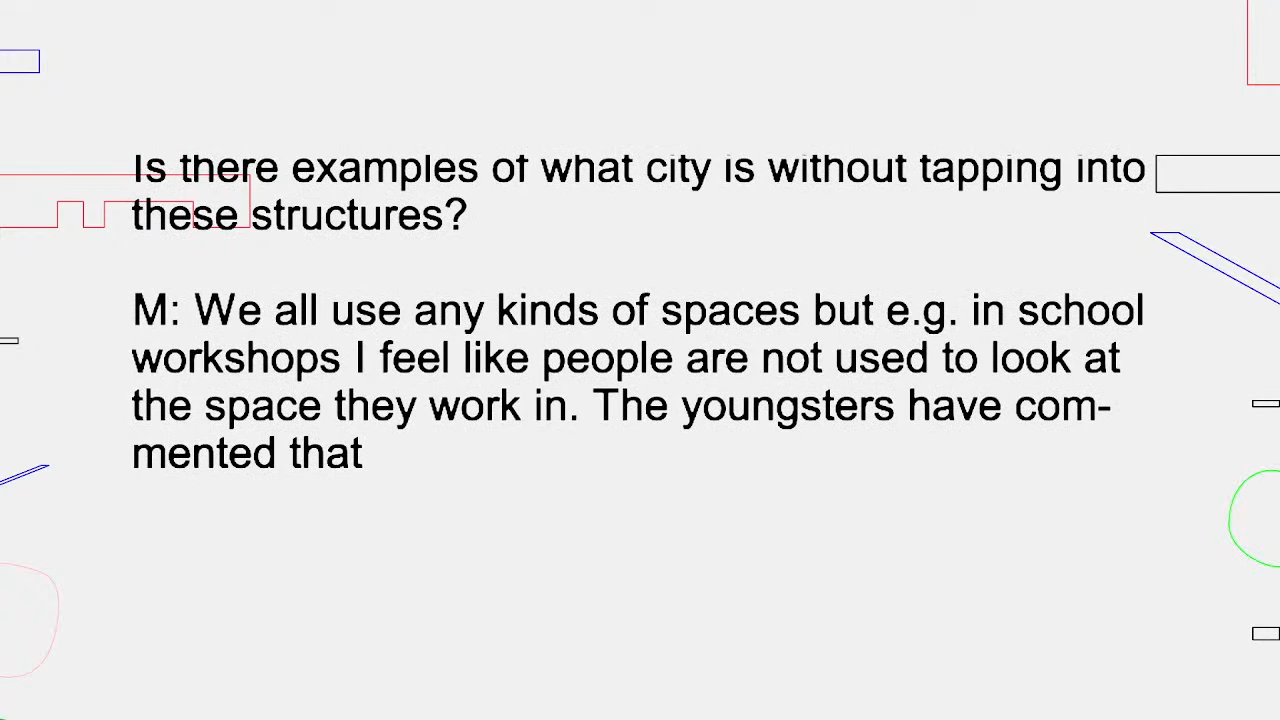 Is there examples of what city is without tapping into
these structures?
M: We all use any kinds of spaces but e.g. in school
workshops I feel like people are not used to look at
the space they work in. The youngsters have com-
mented that